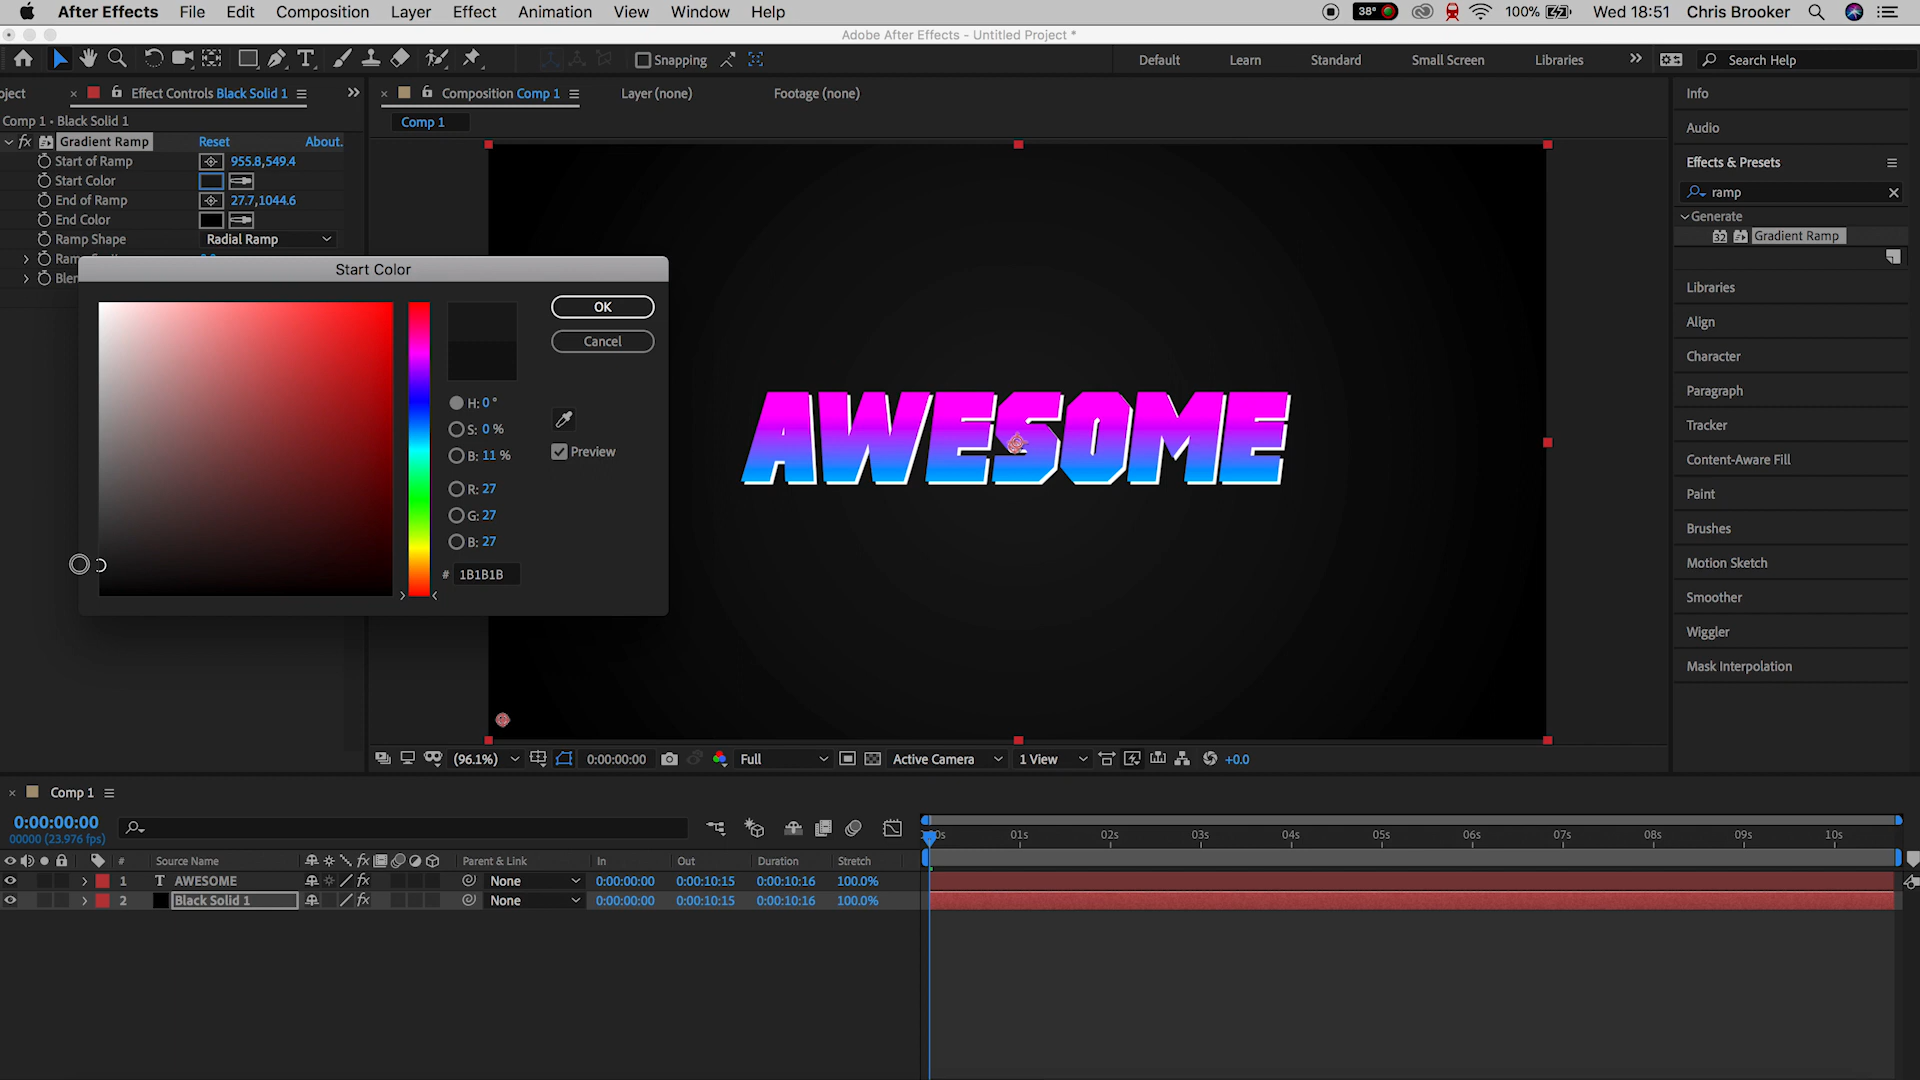 After Effects File Edit Composition Layer Effect Animation View Window Help 38° 100% Wed 18:51 Chris Brooker
Adobe After Effects - Untitled Project *
Snapping Default Learn Standard Small Screen Libraries Search Help
oject Effect Controls Black Solid 1 Composition Comp 1 Layer (none) Footage (none)
Comp 1 • Black Solid 1
Comp 1
fx Gradient Ramp Reset About.
Start of Ramp 955.8,549.4
Start Color
End of Ramp 27.7,1044.6
End Color
Ramp Shape Radial Ramp
Blen
Start Color
OK
Cancel
H: 0 °
S: 0 %
B: 11 %
Preview
R: 27
G: 27
B: 27
# 1B1B1B
AWESOME
Info
Audio
Effects & Presets
ramp
Generate
32 Gradient Ramp
Libraries
Align
Character
Paragraph
Tracker
Content-Aware Fill
Paint
Brushes
Motion Sketch
Smoother
Wiggler
Mask Interpolation
(96.1%) 0:00:00:00 Full Active Camera 1 View +0.0
Comp 1
0:00:00:00
00000 (23.976 fps)
00s 01s 02s 03s 04s 05s 06s 07s 08s 09s 10s
# Source Name fx Parent & Link In Out Duration Stretch
1 T AWESOME fx None 0:00:00:00 0:00:10:15 0:00:10:16 100.0%
2 Black Solid 1 fx None 0:00:00:00 0:00:10:15 0:00:10:16 100.0%